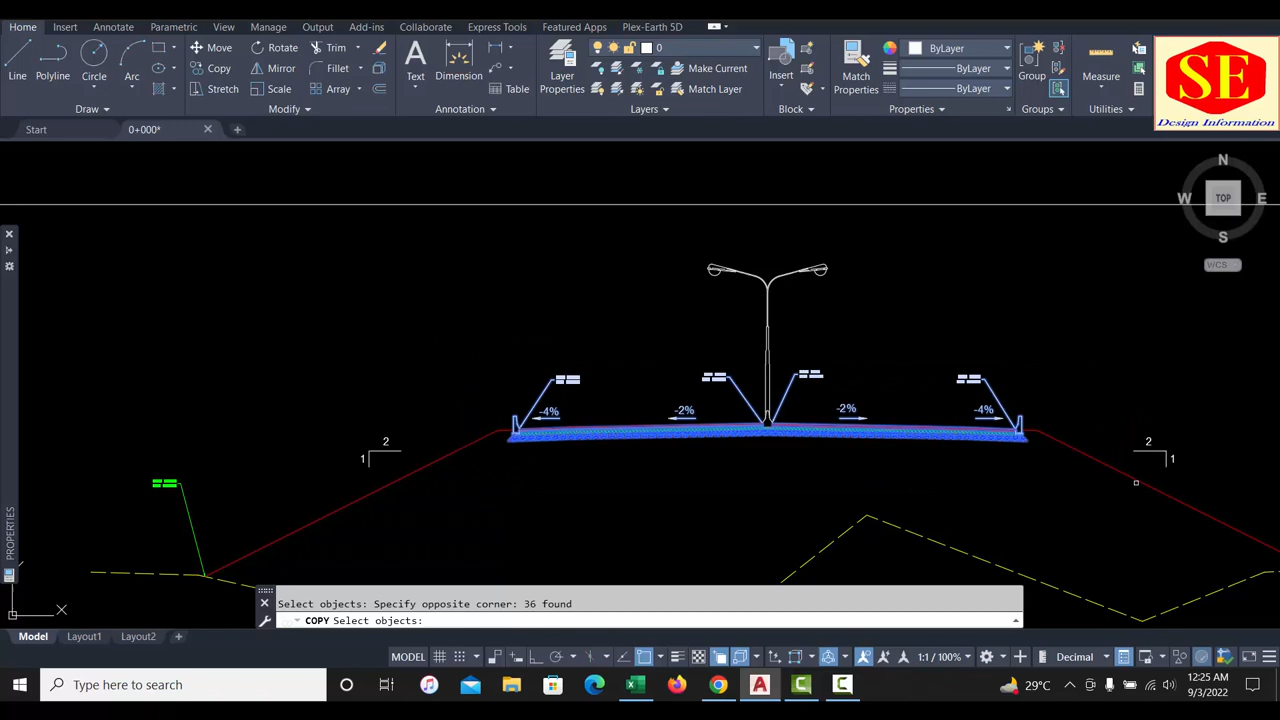 Home Insert Annotate Parametric View Manage Output Add-ins Collaborate Express Tools Featured Apps Plex-Earth 5D
Move Rotate Trim 0 ByLayer
Copy Mirror Fillet Make Current ByLayer
Line Polyline Circle Arc Stretch Scale Array Text Dimension Table Layer Properties Match Layer Insert Match Properties ByLayer Group Measure
Draw Modify Annotation Layers Block Properties Groups Utilities
SE
Design Information
Start 0+000*
N
W TOP E
S
WCS
-4% -2% -2% -4%
2 2
1 1
PROPERTIES
X
Select objects: Specify opposite corner: 36 found
COPY Select objects:
Model Layout1 Layout2
MODEL 1:1 / 100% Decimal
Type here to search 29°C 12:25 AM
9/3/2022